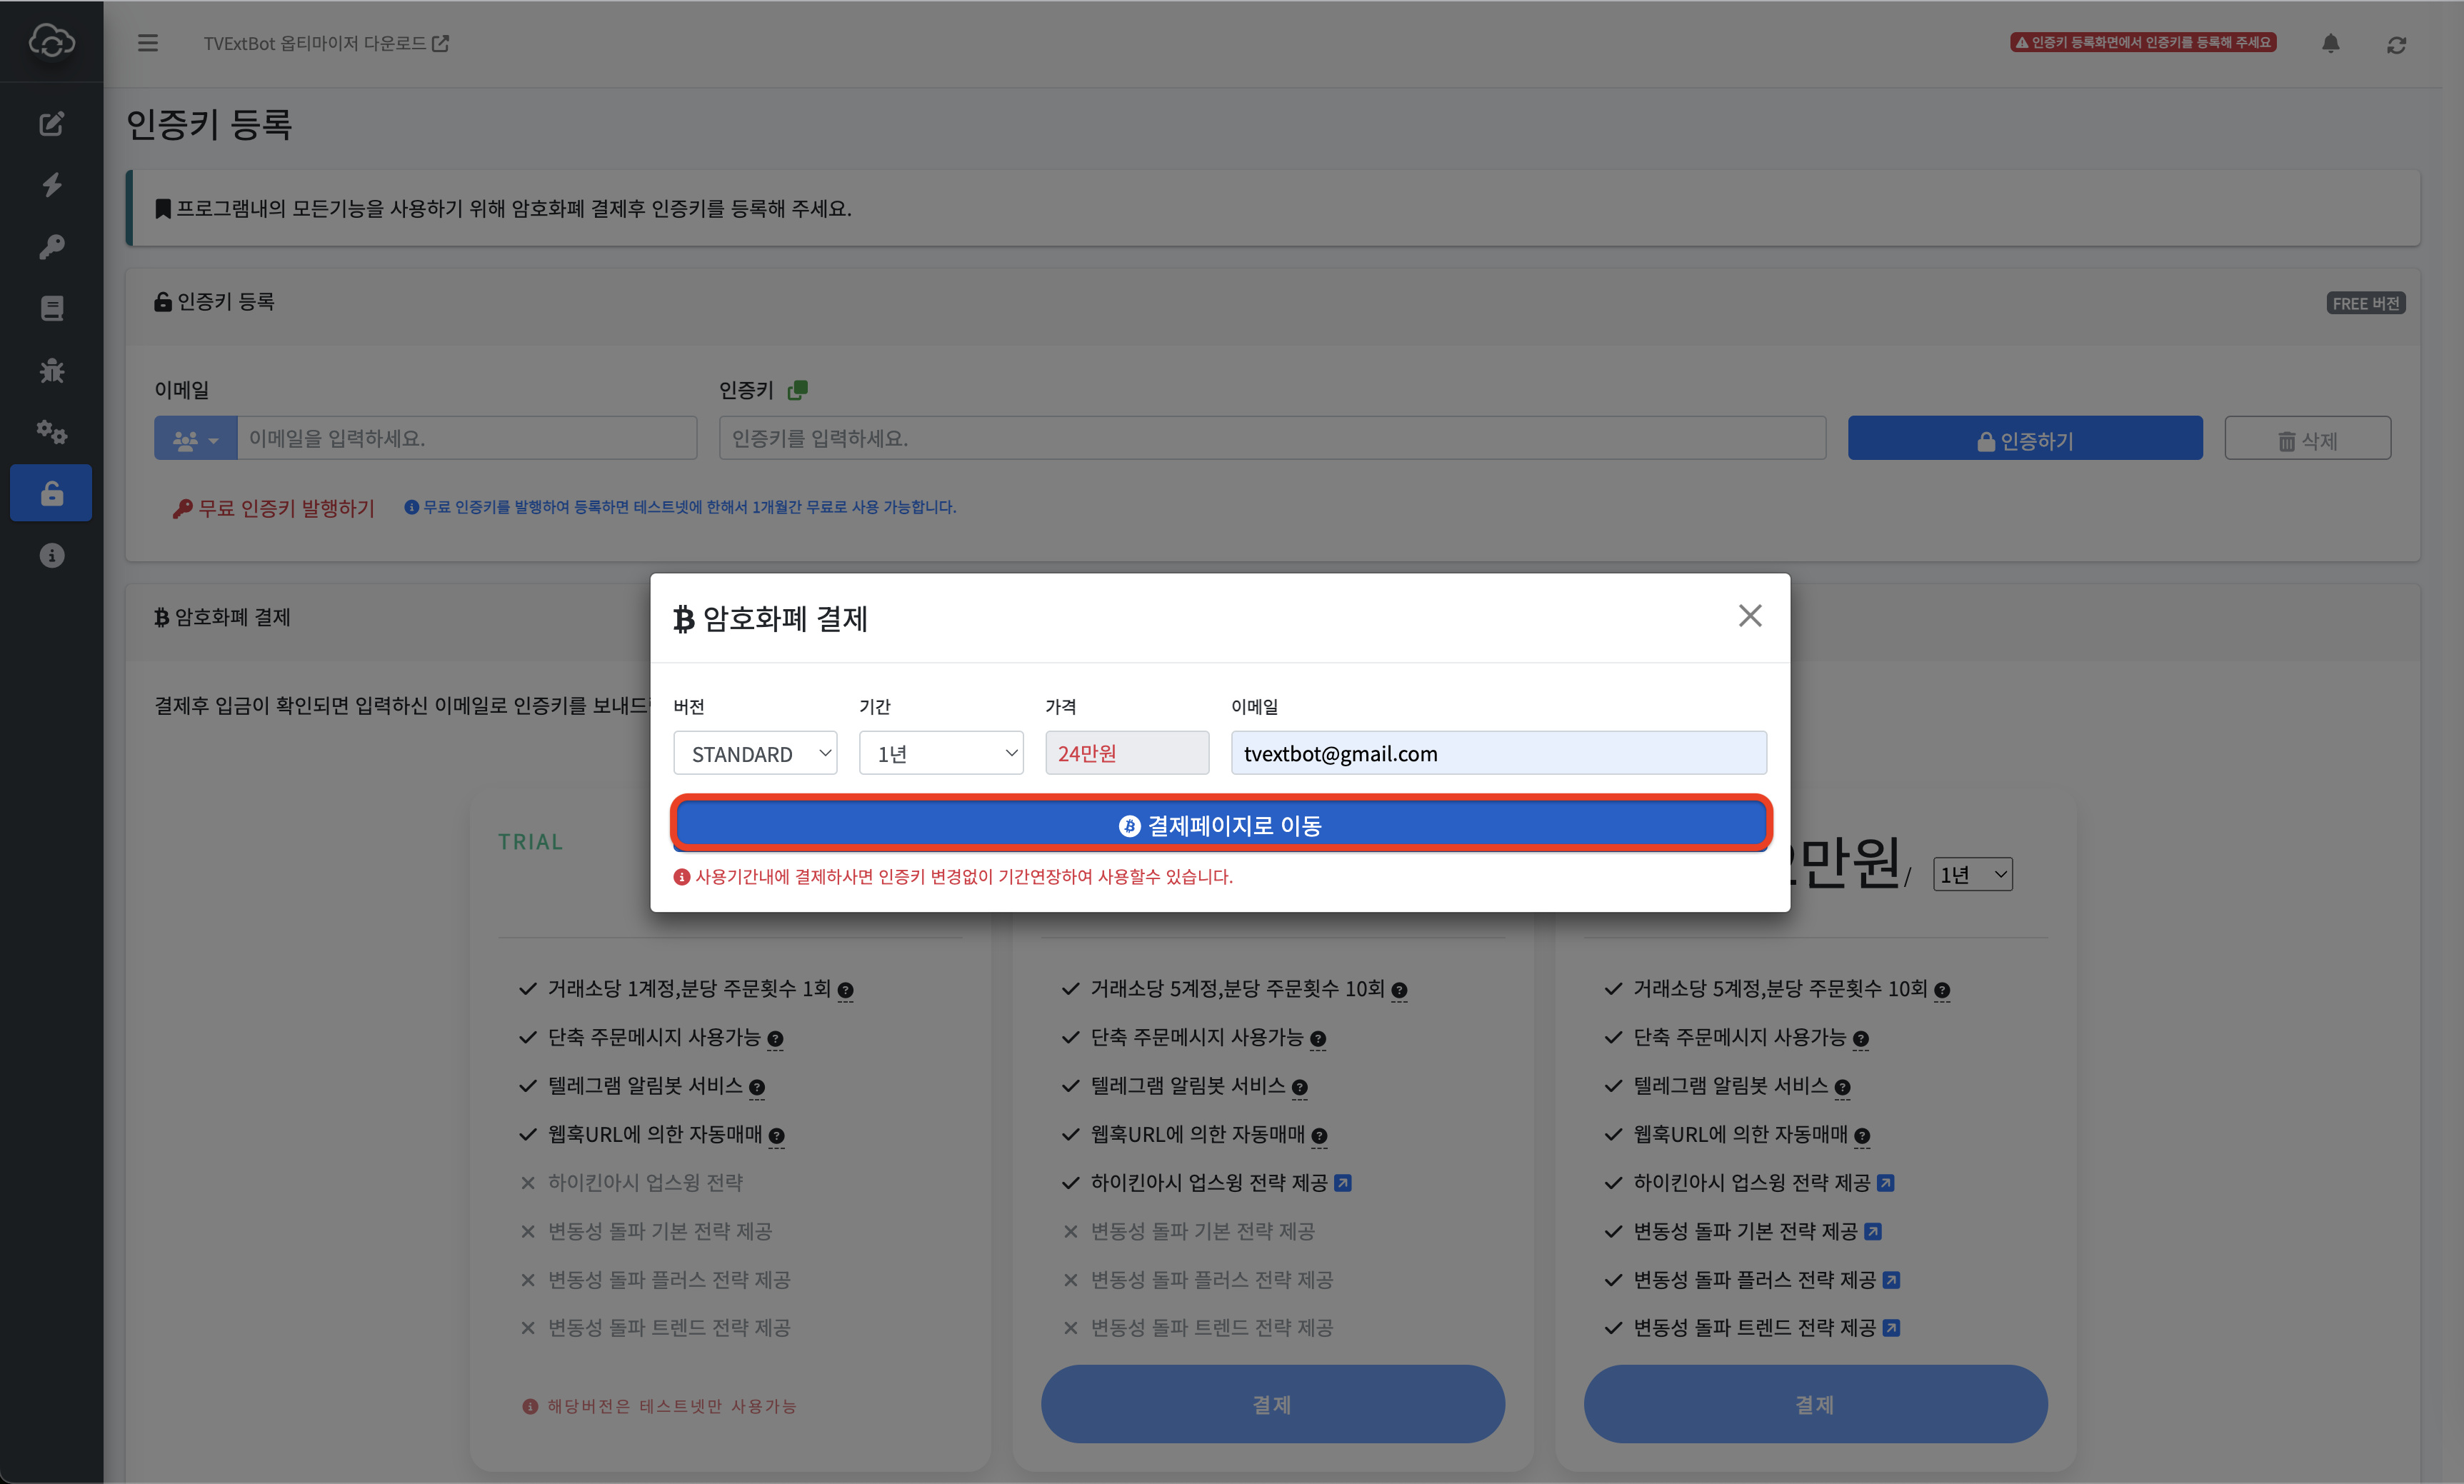 TVExtBot 옵티마이저 다운로드
인증키 등록화면에서 인증키를 등록해 주세요
인증키 등록
프로그램내의 모든기능을 사용하기 위해 암호화폐 결제후 인증키를 등록해 주세요.
인증키 등록
FREE 버전
이메일
인증키
이메일을 입력하세요.
인증키를 입력하세요.
인증하기
삭제
무료 인증키 발행하기
무료 인증키를 발행하여 등록하면 테스트넷에 한해서 1개월간 무료로 사용 가능합니다.
암호화폐 결제
결제후 입금이 확인되면 입력하신 이메일로 인증키를 보내드
암호화폐 결제
버전
기간
가격
이메일
STANDARD
1년
24만원
tvextbot@gmail.com
결제페이지로 이동
사용기간내에 결제하사면 인증키 변경없이 기간연장하여 사용할수 있습니다.
TRIAL
거래소당 1계정,분당 주문횟수 1회
단축 주문메시지 사용가능
텔레그램 알림봇 서비스
웹훅URL에 의한 자동매매
하이킨아시 업스윙 전략
변동성 돌파 기본 전략 제공
변동성 돌파 플러스 전략 제공
변동성 돌파 트렌드 전략 제공
해당버전은 테스트넷만 사용가능
거래소당 5계정,분당 주문횟수 10회
단축 주문메시지 사용가능
텔레그램 알림봇 서비스
웹훅URL에 의한 자동매매
하이킨아시 업스윙 전략 제공
변동성 돌파 기본 전략 제공
변동성 돌파 플러스 전략 제공
변동성 돌파 트렌드 전략 제공
결제
만원/ 1년
거래소당 5계정,분당 주문횟수 10회
단축 주문메시지 사용가능
텔레그램 알림봇 서비스
웹훅URL에 의한 자동매매
하이킨아시 업스윙 전략 제공
변동성 돌파 기본 전략 제공
변동성 돌파 플러스 전략 제공
변동성 돌파 트렌드 전략 제공
결제